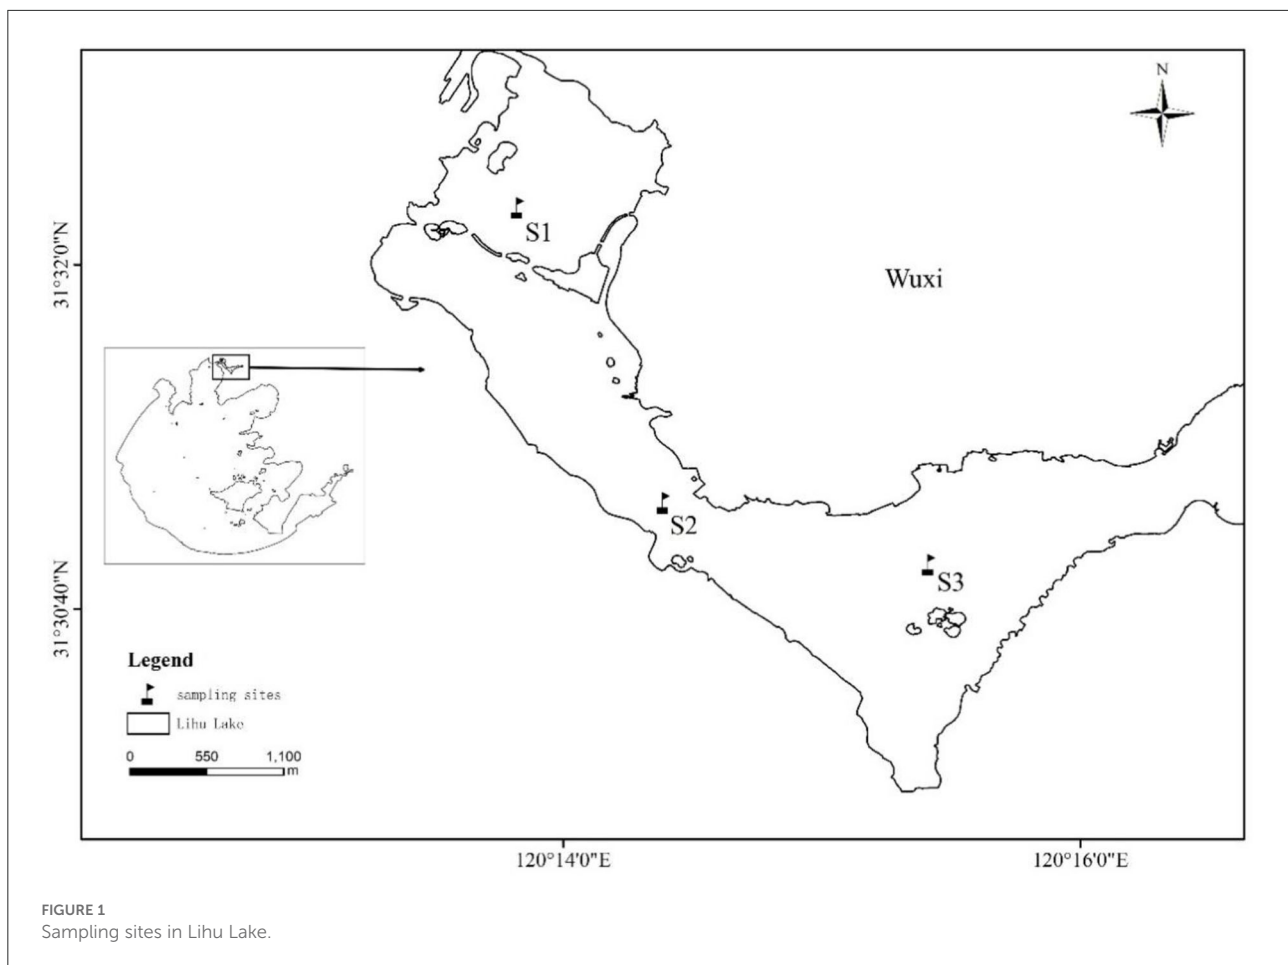 N
S1
31°32'0"N
Wuxi
S2
S3
31°30'40"N
Legend
sampling sites
Lihu Lake
0 550 1,100
m
120°14'0"E 120°16'0"E
FIGURE 1
Sampling sites in Lihu Lake.